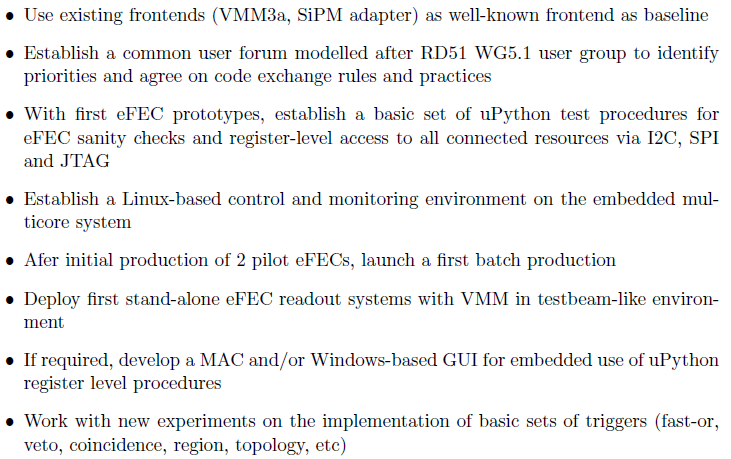 • Use existing frontends (VMM3a, SiPM adapter) as well-known frontend as baseline
• Establish a common user forum modelled after RD51 WG5.1 user group to identify
priorities and agree on code exchange rules and practices
• With first eFEC prototypes, establish a basic set of uPython test procedures for
eFEC sanity checks and register-level access to all connected resources via I2C, SPI
and JTAG
• Establish a Linux-based control and monitoring environment on the embedded mul-
ticore system
• Afer initial production of 2 pilot eFECs, launch a first batch production
• Deploy first stand-alone eFEC readout systems with VMM in testbeam-like environ-
ment
• If required, develop a MAC and/or Windows-based GUI for embedded use of uPython
register level procedures
• Work with new experiments on the implementation of basic sets of triggers (fast-or,
veto, coincidence, region, topology, etc)